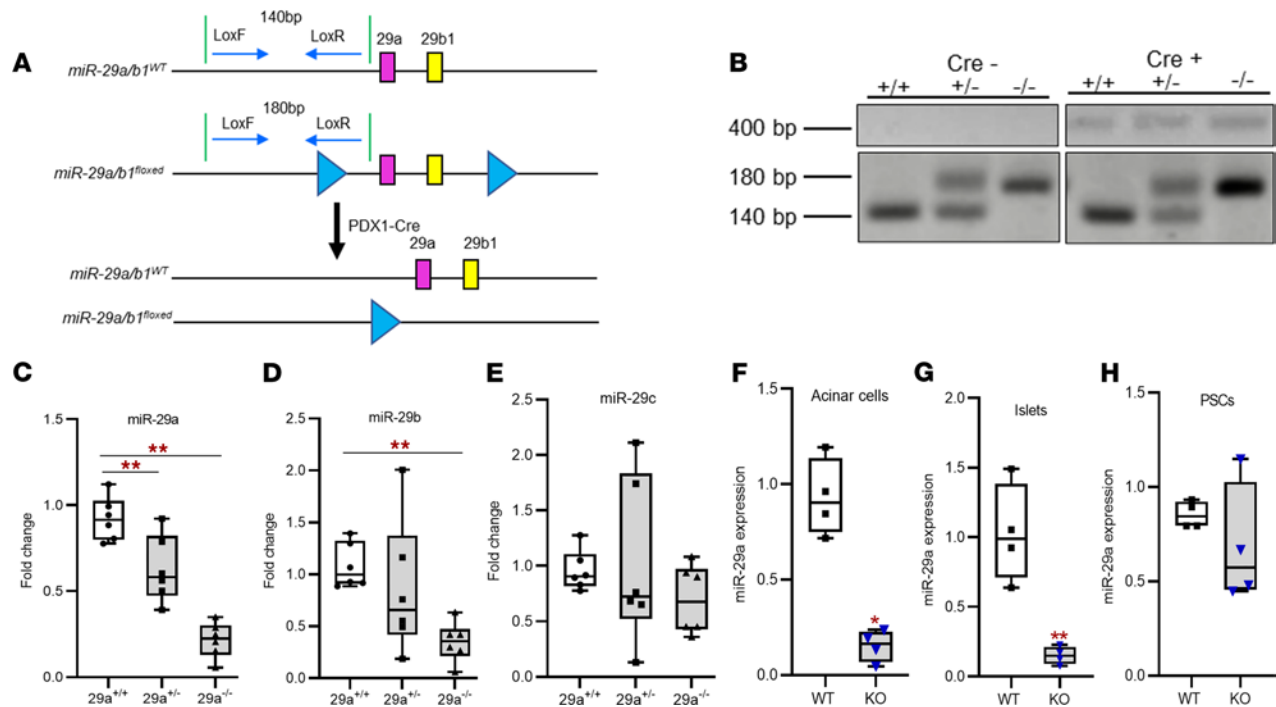 A
140bp
LoxF LoxR 29a 29b1
miR-29a/b1WT
180bp
LoxF LoxR
miR-29a/b1floxed
PDX1-Cre
29a 29b1
miR-29a/b1WT
miR-29a/b1floxed
B
Cre - Cre +
+/+ +/- -/- +/+ +/- -/-
400 bp
180 bp
140 bp
C
miR-29a
Fold change
1.5
1.0
0.5
0.0
**
**
29a+/+ 29a+/- 29a-/-
D
miR-29b
Fold change
2.5
2.0
1.5
1.0
0.5
0.0
**
29a+/+ 29a+/- 29a-/-
E
miR-29c
Fold change
2.5
2.0
1.5
1.0
0.5
0.0
29a+/+ 29a+/- 29a-/-
F
Acinar cells
miR-29a expression
1.5
1.0
0.5
0.0
*
WT KO
G
Islets
miR-29a expression
2.0
1.5
1.0
0.5
0.0
**
WT KO
H
PSCs
miR-29a expression
1.5
1.0
0.5
0.0
WT KO